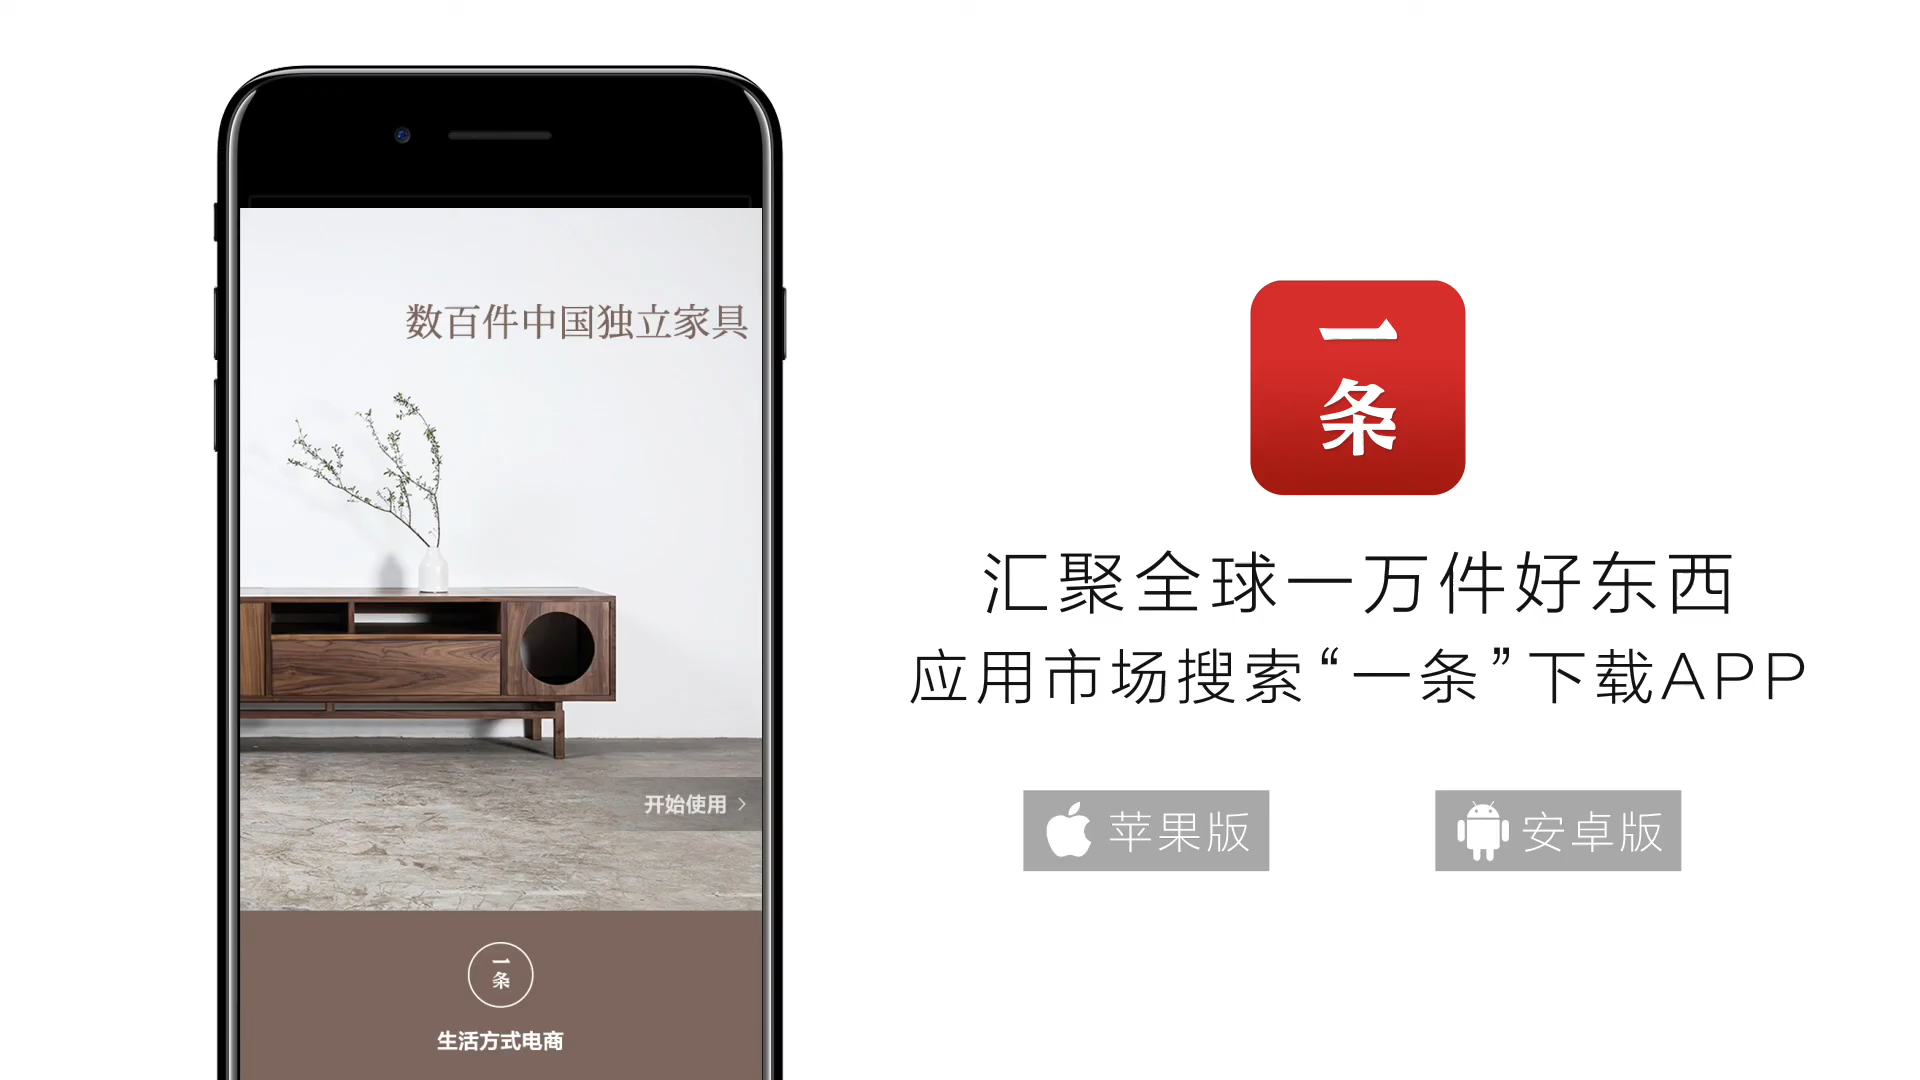 数百件中国独立家具
开始使用
一
条
生活方式电商
一
条
汇聚全球一万件好东西
应用市场搜索“一条”下载APP
苹果版
安卓版